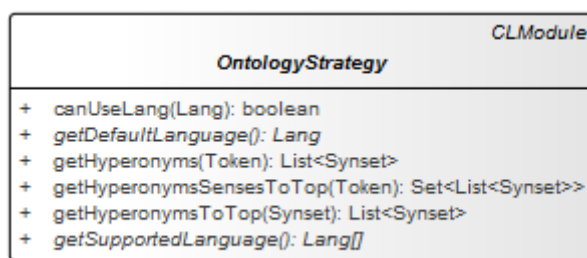 CLModule
OntologyStrategy
+ canUseLang(Lang): boolean
+ getDefaultLanguage(): Lang
+ getHyperonyms(Token): List<Synset>
+ getHyperonymsSensesToTop(Token): Set<List<Synset>>
+ getHyperonymsToTop(Synset): List<Synset>
+ getSupportedLanguage(): Lang[]